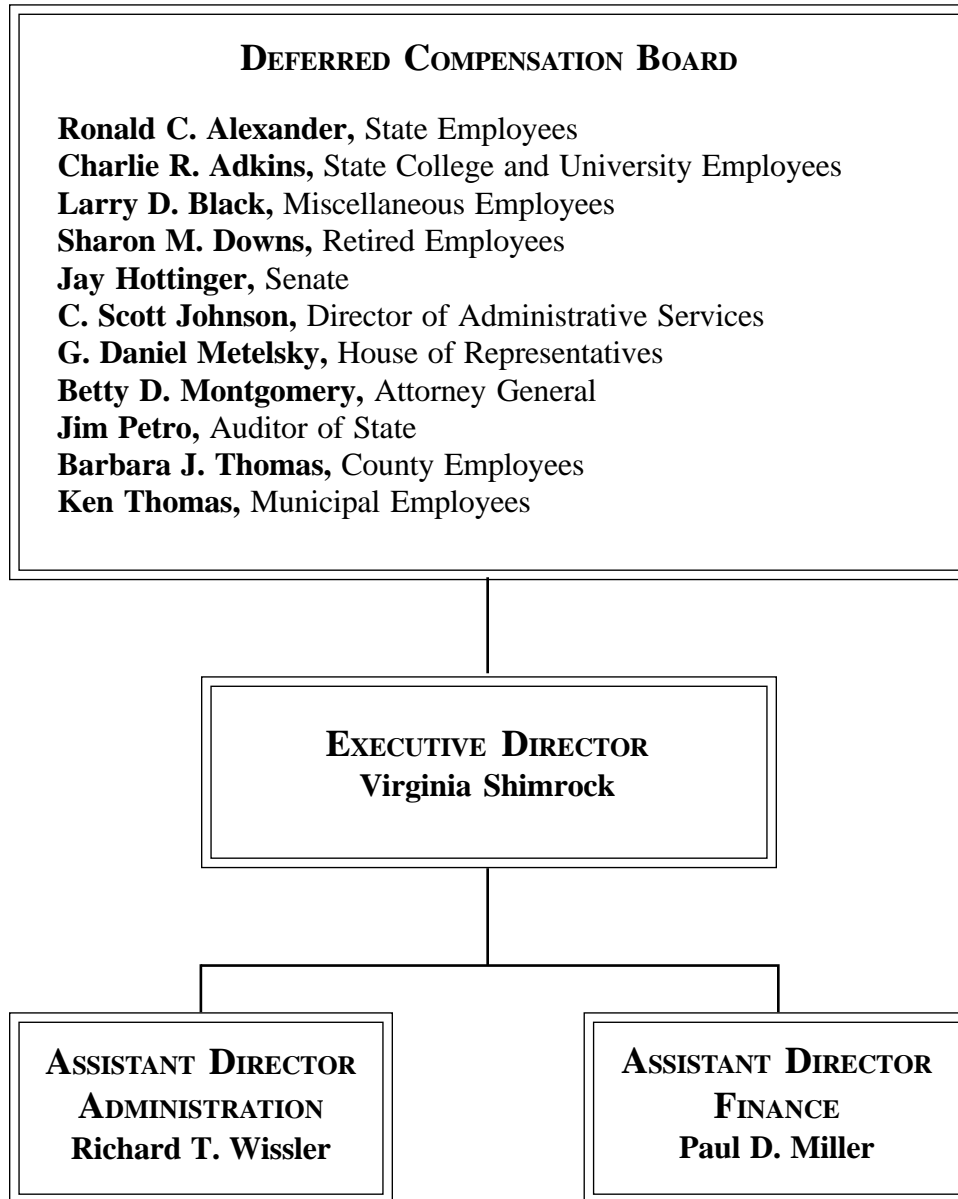 DEFERRED COMPENSATION BOARD
Ronald C. Alexander, State Employees
Charlie R. Adkins, State College and University Employees
Larry D. Black, Miscellaneous Employees
Sharon M. Downs, Retired Employees
Jay Hottinger, Senate
C. Scott Johnson, Director of Administrative Services
G. Daniel Metelsky, House of Representatives
Betty D. Montgomery, Attorney General
Jim Petro, Auditor of State
Barbara J. Thomas, County Employees
Ken Thomas, Municipal Employees
EXECUTIVE DIRECTOR
Virginia Shimrock
ASSISTANT DIRECTOR
ADMINISTRATION
Richard T. Wissler
ASSISTANT DIRECTOR
FINANCE
Paul D. Miller